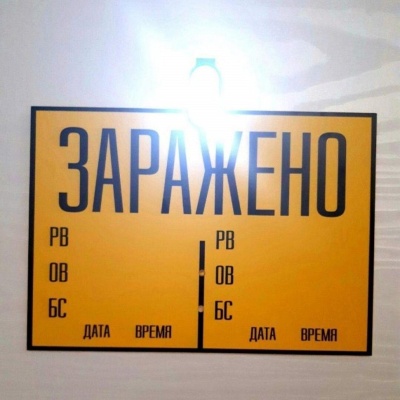 ЗАРАЖЕНО
РВ РВ
ОВ ОВ
БС БС
ДАТА ВРЕМЯ ДАТА ВРЕМЯ